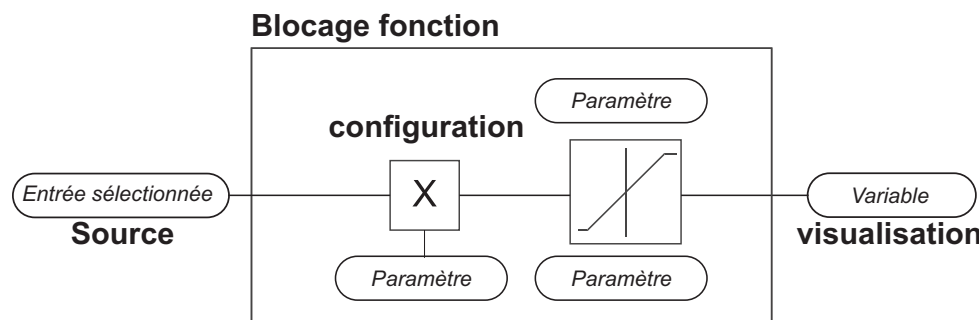 Blocage fonction
Paramètre
configuration
Entrée sélectionnée
X
Variable
Source
visualisation
Paramètre
Paramètre